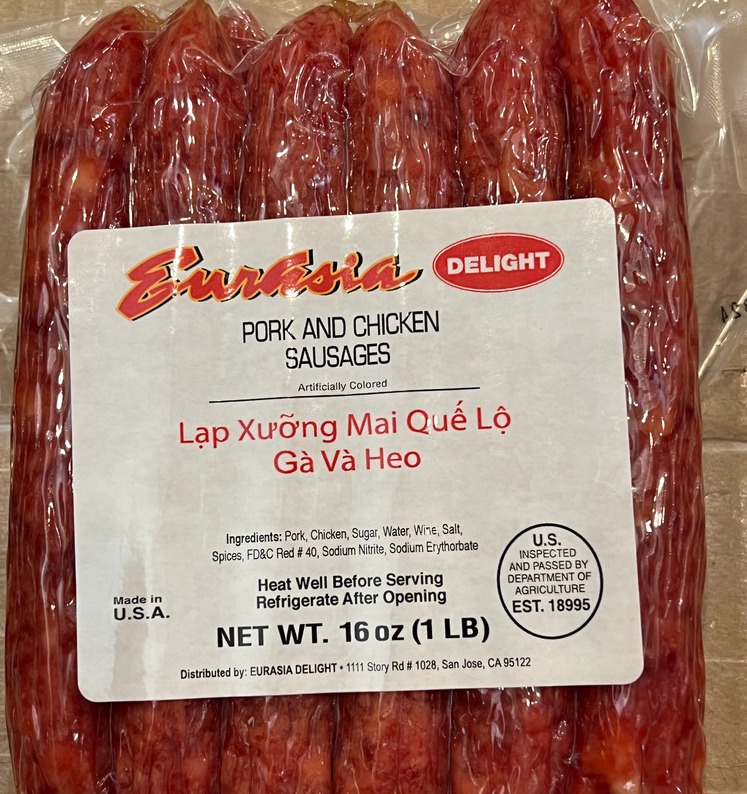 EurAsia DELIGHT
PORK AND CHICKEN
SAUSAGES
Artificially Colored
Lạp Xưỡng Mai Quế Lộ
Gà Và Heo
Ingredients: Pork, Chicken, Sugar, Water, Wine, Salt,
Spices, FD&C Red # 40, Sodium Nitrite, Sodium Erythorbate
Heat Well Before Serving
Refrigerate After Opening
Made in
U.S.A.
U.S.
INSPECTED
AND PASSED BY
DEPARTMENT OF
AGRICULTURE
EST. 18995
NET WT. 16 oz (1 LB)
Distributed by: EURASIA DELIGHT • 1111 Story Rd # 1028, San Jose, CA 95122